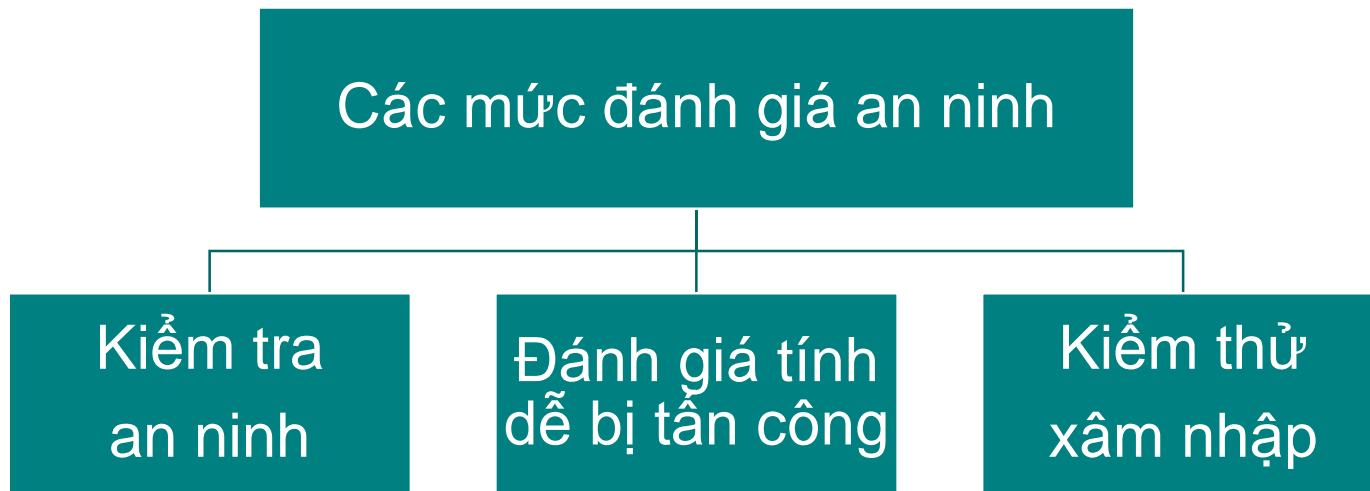 Các mức đánh giá an ninh
Kiểm tra
an ninh
Đánh giá tính
dễ bị tấn công
Kiểm thử
xâm nhập